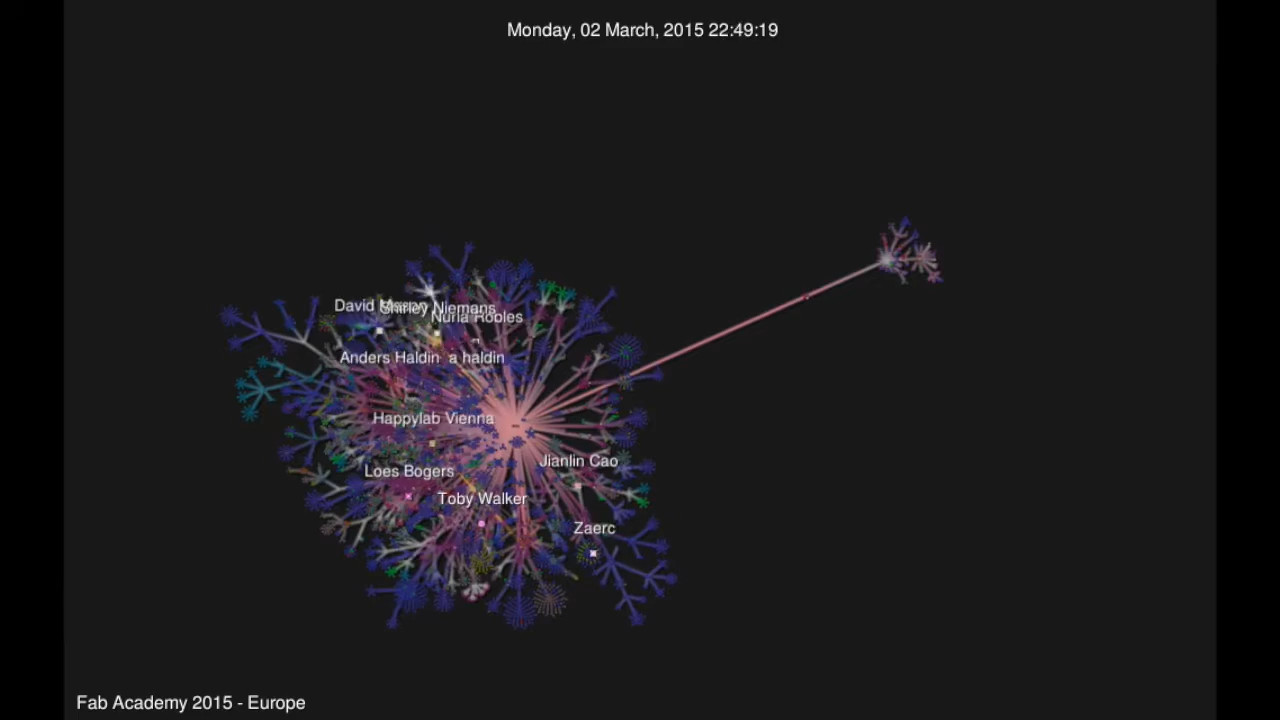 Monday, 02 March, 2015 22:49:19
David
Shirley Niemans
Nuria Robles
Anders Haldin a haldin
Happylab Vienna
Jianlin Cao
Loes Bogers
Toby Walker
Zaerc
Fab Academy 2015 - Europe